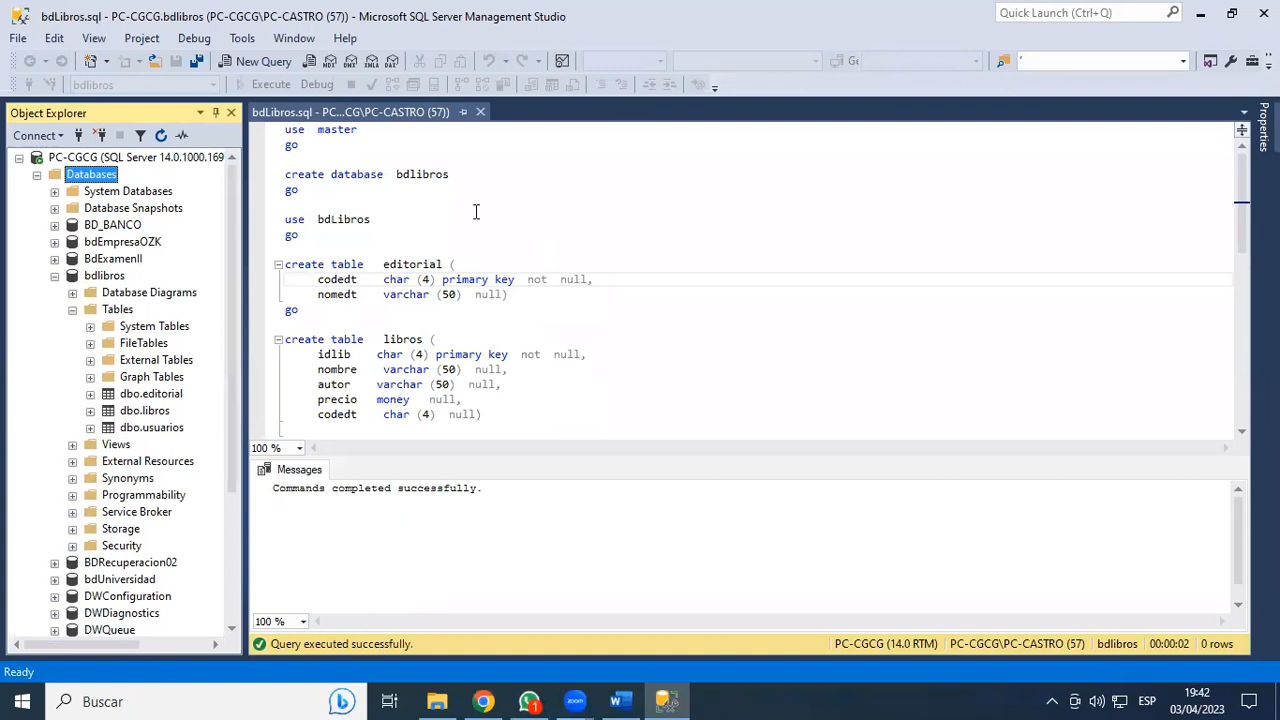 bdLibros.sql - PC-CGCG.bdlibros (PC-CGCG\PC-CASTRO (57)) - Microsoft SQL Server Management Studio
Quick Launch (Ctrl+Q)
File Edit View Project Debug Tools Window Help
New Query MDX DMX XMLA DAX Ge '
bdlibros Execute Debug
Object Explorer
bdLibros.sql - PC...CG\PC-CASTRO (57))
Properties
Connect
PC-CGCG (SQL Server 14.0.1000.169
Databases
System Databases
Database Snapshots
BD_BANCO
bdEmpresaOZK
BdExamenII
bdlibros
Database Diagrams
Tables
System Tables
FileTables
External Tables
Graph Tables
dbo.editorial
dbo.libros
dbo.usuarios
Views
External Resources
Synonyms
Programmability
Service Broker
Storage
Security
BDRecuperacion02
bdUniversidad
DWConfiguration
DWDiagnostics
DWQueue
use master
go
create database bdlibros
go
use bdLibros
go
create table editorial (
codedt char (4) primary key not null,
nomedt varchar (50) null)
go
create table libros (
idlib char (4) primary key not null,
nombre varchar (50) null,
autor varchar (50) null,
precio money null,
codedt char (4) null)
100 %
Messages
Commands completed successfully.
100 %
Query executed successfully. PC-CGCG (14.0 RTM) PC-CGCG\PC-CASTRO (57) bdlibros 00:00:02 0 rows
Ready
Buscar
zoom
1
ESP
19:42
03/04/2023